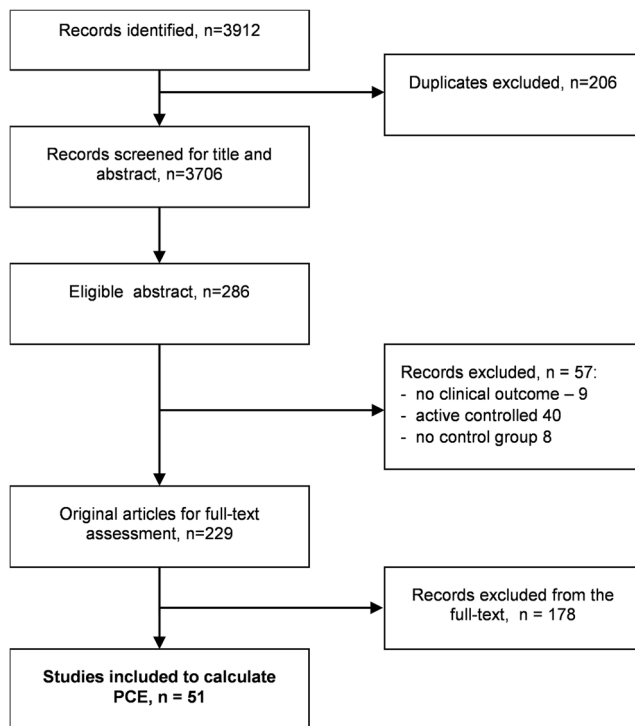 Records identified, n=3912
Duplicates excluded, n=206
Records screened for title and
abstract, n=3706
Eligible  abstract, n=286
Records excluded, n = 57:
- no clinical outcome – 9
- active controlled 40
- no control group 8
Original articles for full-text
assessment, n=229
Records excluded from the
full-text,  n = 178
Studies included to calculate
PCE, n = 51